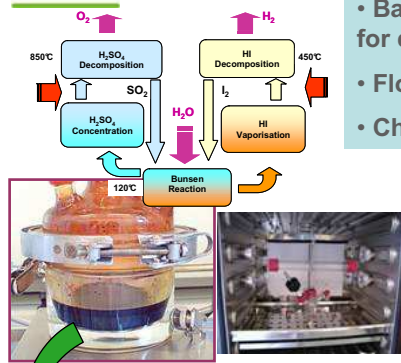 O2
H2
850℃
H2SO4
Decomposition
HI
Decomposition
450℃
SO2
I2
H2O
H2SO4
Concentration
HI
Vaporisation
120℃
Bunsen
Reaction
• Ba
for
• Flo
• Ch